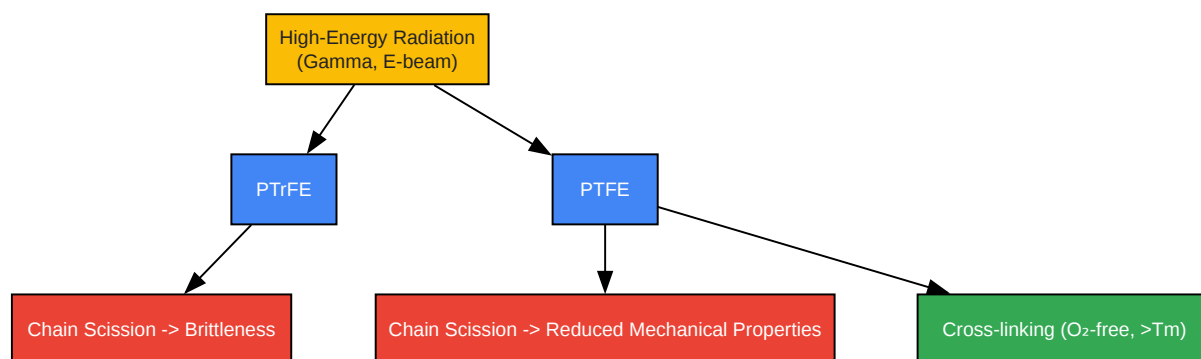 High-Energy Radiation
(Gamma, E-beam)
PTrFE
PTFE
Chain Scission -> Brittleness
Chain Scission -> Reduced Mechanical Properties
Cross-linking (O₂-free, >Tm)